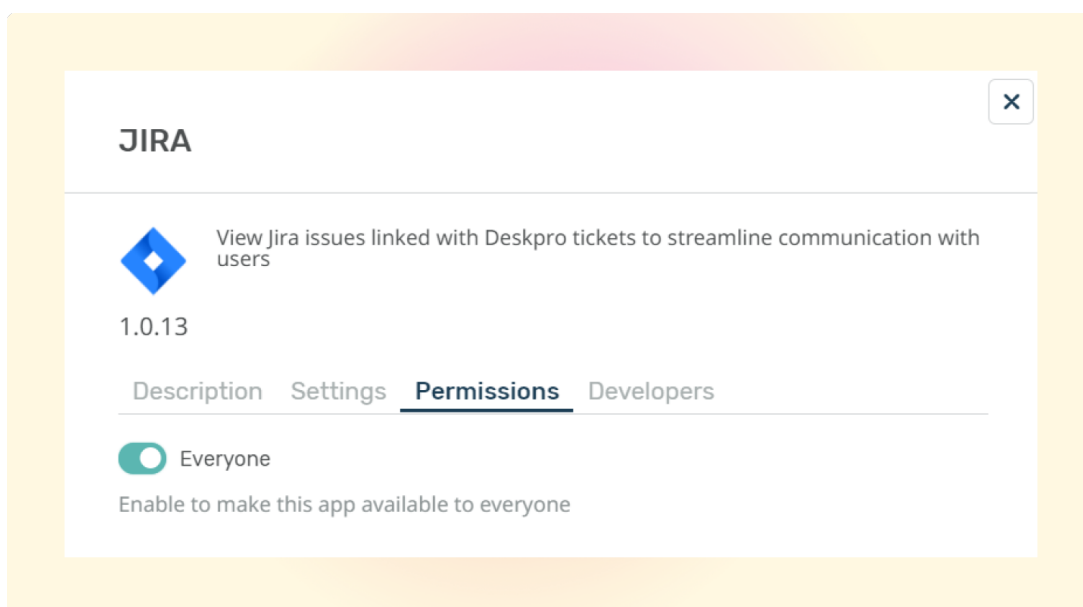 JIRA
View Jira issues linked with Deskpro tickets to streamline communication with
users
1.0.13
Description Settings Permissions Developers
Everyone
Enable to make this app available to everyone